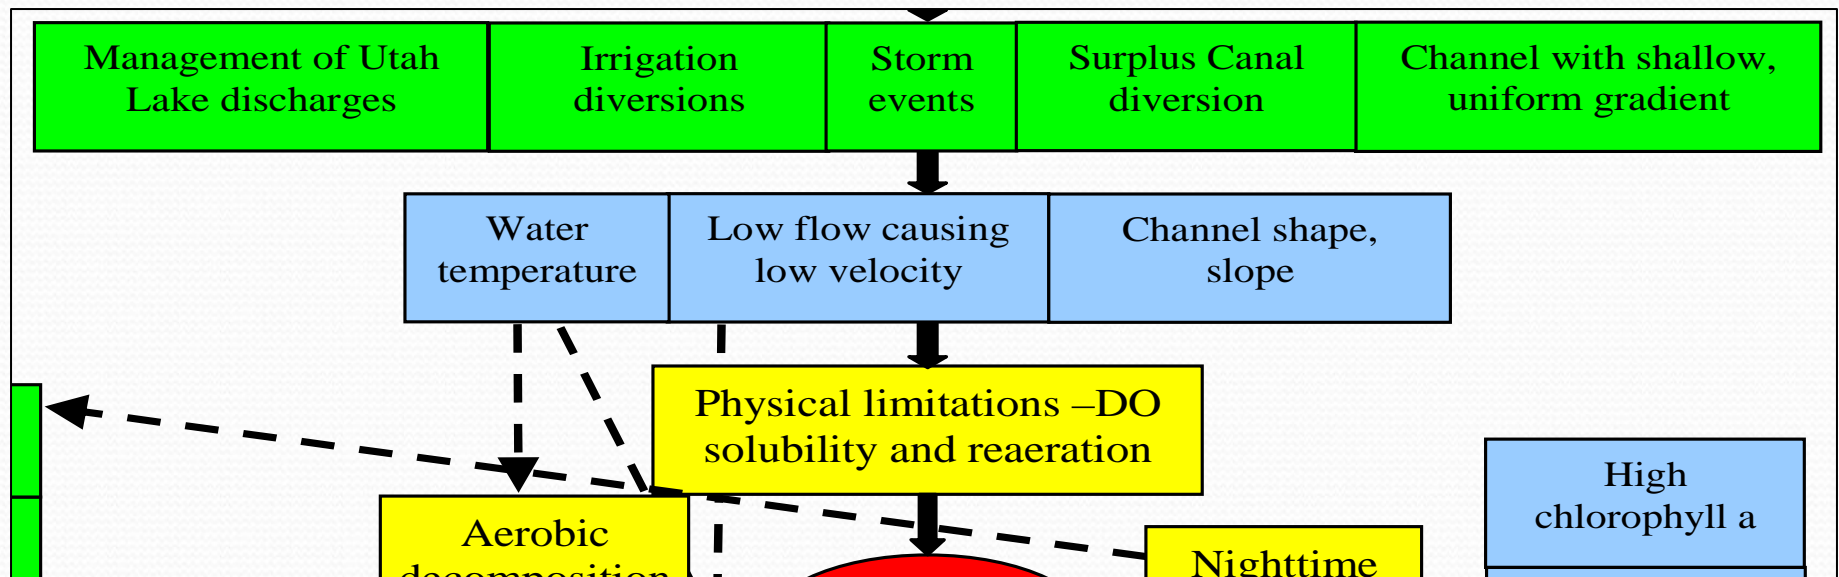 Management of Utah
Lake discharges
Irrigation
diversions
Storm
events
Surplus Canal
diversion
Channel with shallow,
uniform gradient
Water
temperature
Low flow causing
low velocity
Channel shape,
slope
Physical limitations –DO
solubility and reaeration
High
chlorophyll a
Aerobic
decomposition
Nighttime